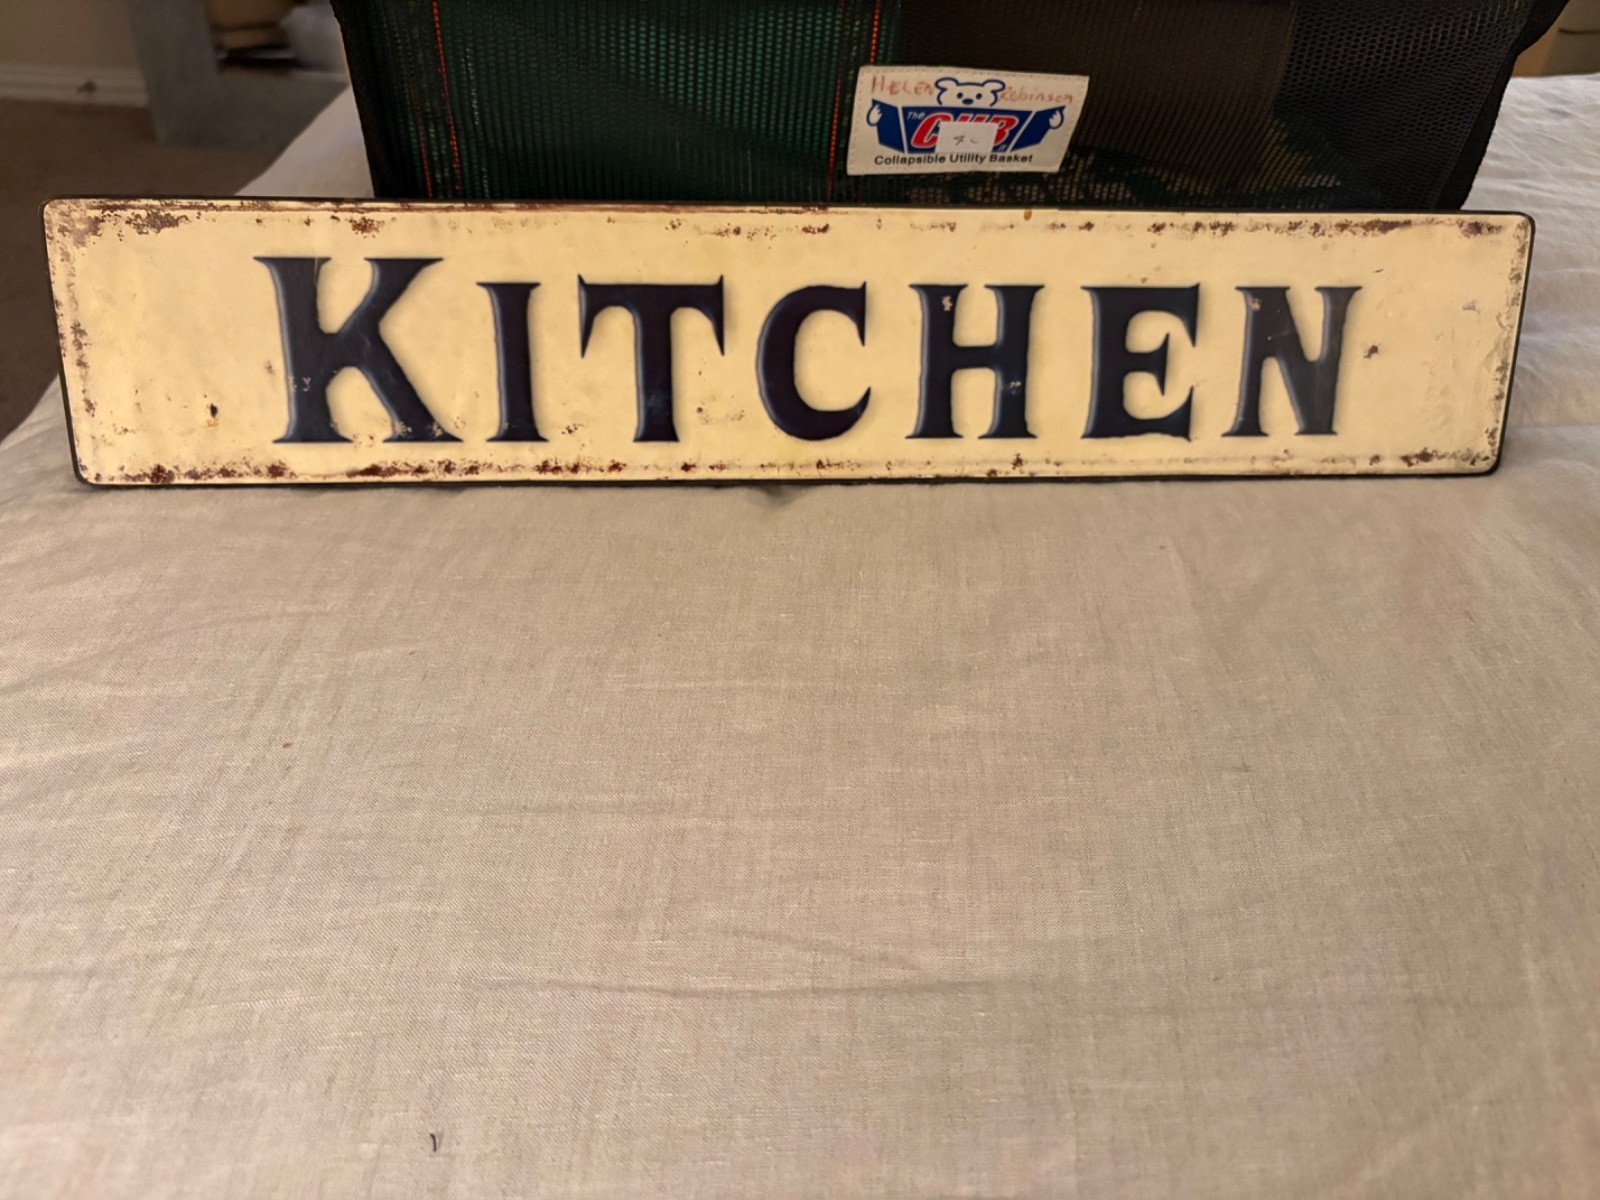 HELEN Robinson
The CUB
Collapsible Utility Basket
KITCHEN